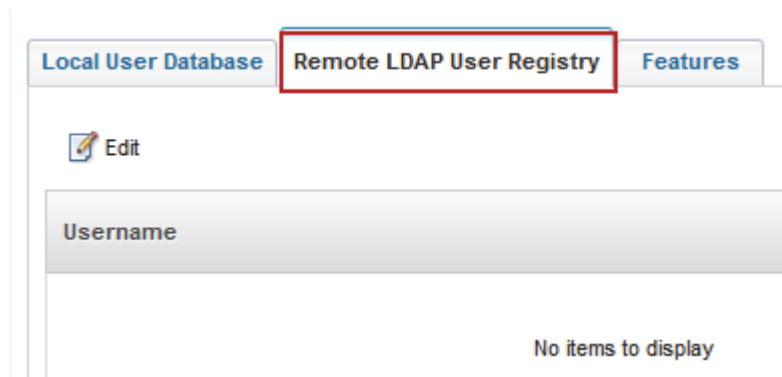 Local User Database Remote LDAP User Registry Features
Edit
Username
No items to display